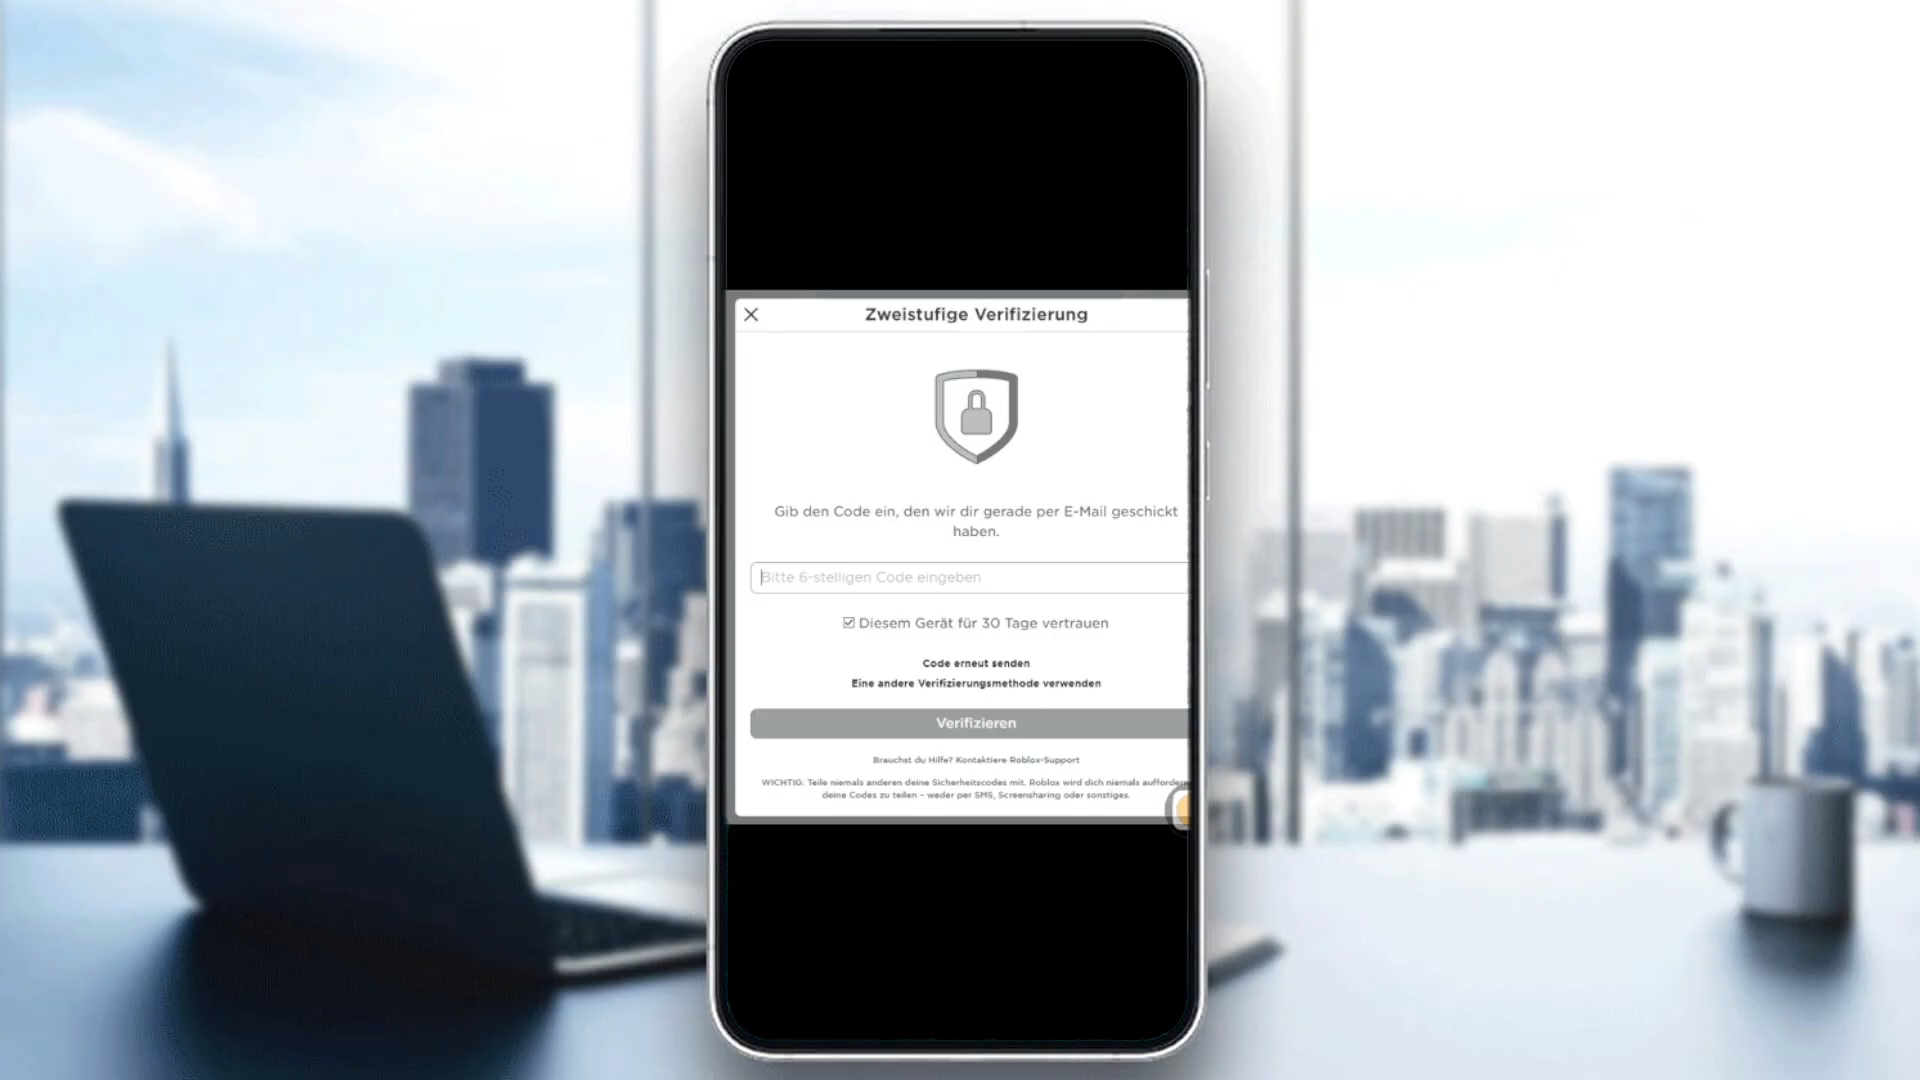 Zweistufige Verifizierung
Gib den Code ein, den wir dir gerade per E-Mail geschickt
haben.
Bitte 6-stelligen Code eingeben
Diesem Gerät für 30 Tage vertrauen
Code erneut senden
Eine andere Verifizierungsmethode verwenden
Verifizieren
Brauchst du Hilfe? Kontaktiere Roblox-Support
WICHTIG: Teile niemals anderen deine Sicherheitscodes mit. Roblox wird dich niemals auffordern
deine Codes zu teilen – weder per SMS, Screensharing oder sonstiges.